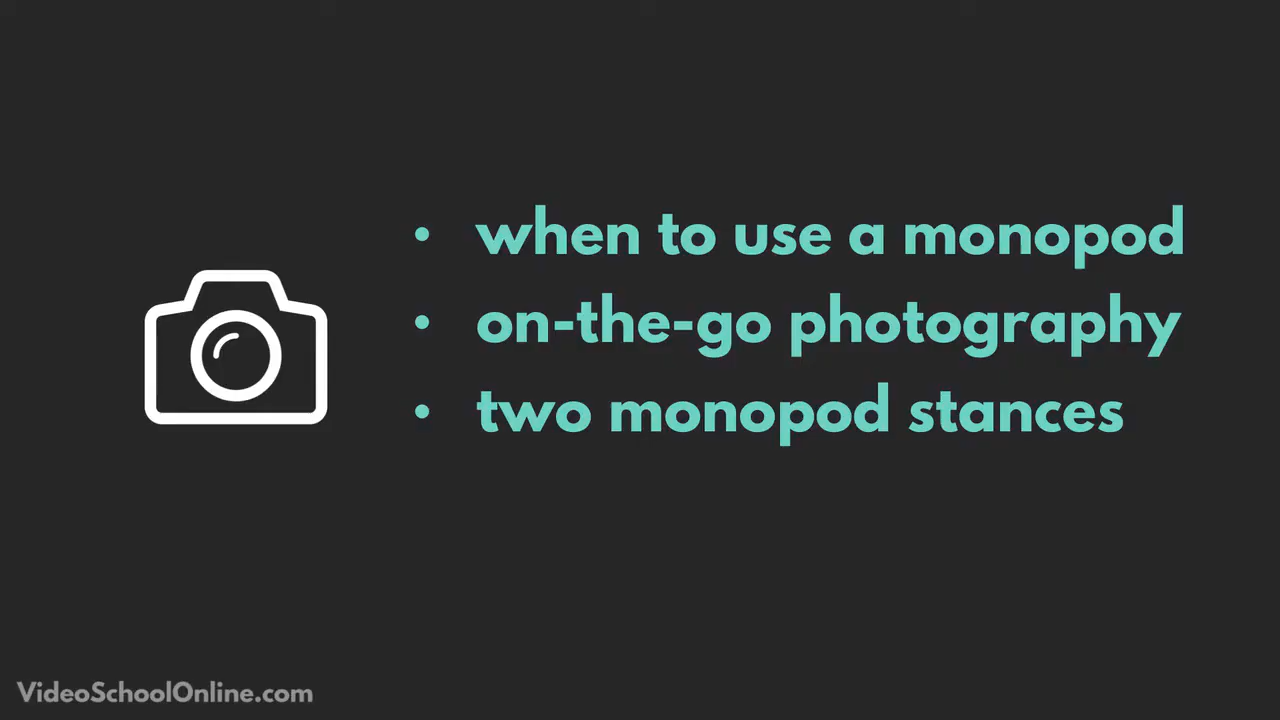 • when to use a monopod
• on-the-go photography
• two monopod stances
VideoSchoolOnline.com